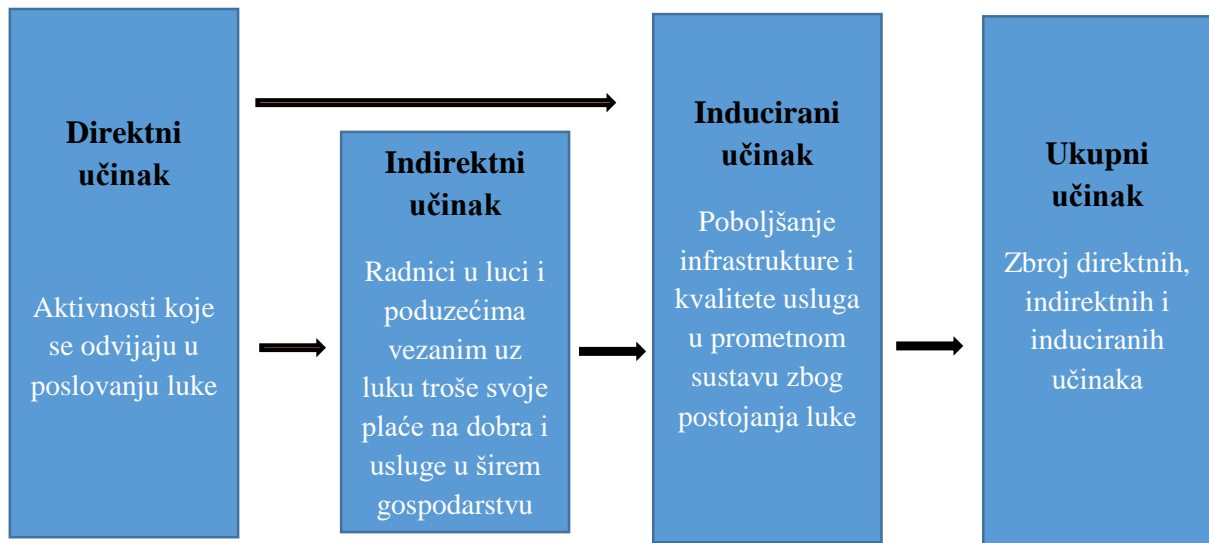 Direktni
učinak
Aktivnosti koje
se odvijaju u
poslovanju luke
Indirektni
učinak
Radnici u luci i
poduzećima
vezanim uz
luku troše svoje
plaće na dobra i
usluge u širem
gospodarstvu
Inducirani
učinak
Poboljšanje
infrastrukture i
kvalitete usluga
u prometnom
sustavu zbog
postojanja luke
Ukupni
učinak
Zbroj direktnih,
indirektnih i
induciranih
učinaka